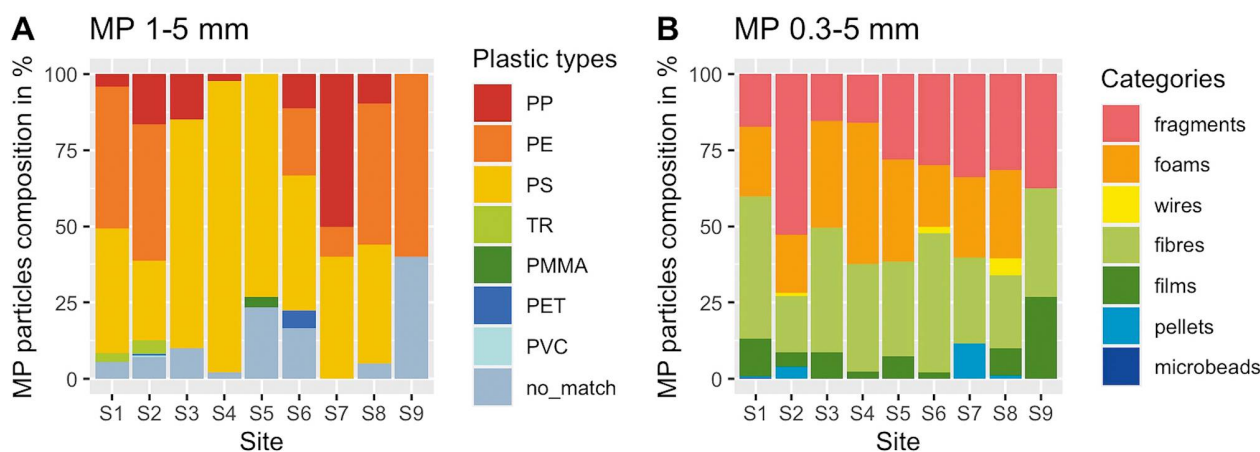 A
MP 1-5 mm
MP particles composition in %
100
75
50
25
0
S1 S2 S3 S4 S5 S6 S7 S8 S9
Site
Plastic types
PP
PE
PS
TR
PMMA
PET
PVC
no_match
B
MP 0.3-5 mm
MP particles composition in %
100
75
50
25
0
S1 S2 S3 S4 S5 S6 S7 S8 S9
Site
Categories
fragments
foams
wires
fibres
films
pellets
microbeads